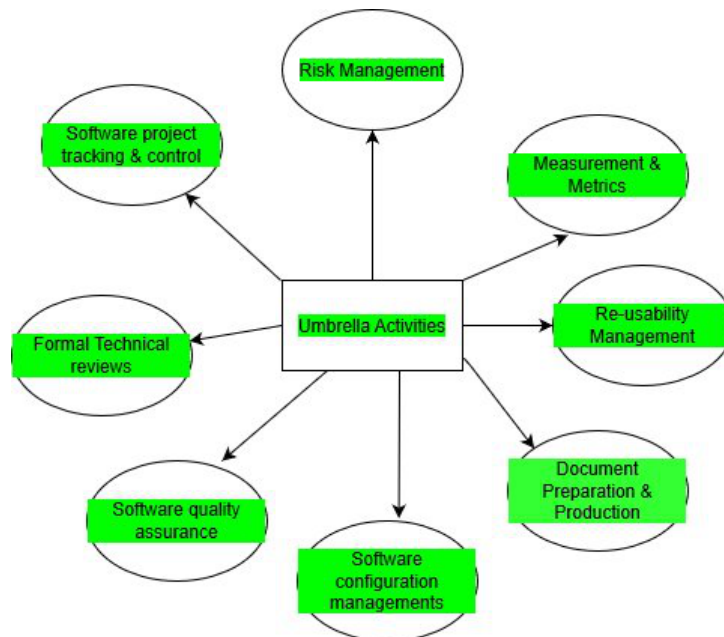 Risk Management
Software project
tracking & control
Measurement &
Metrics
Umbrella Activities
Re-usability
Management
Formal Technical
reviews
Document
Preparation &
Production
Software quality
assurance
Software
configuration
managements